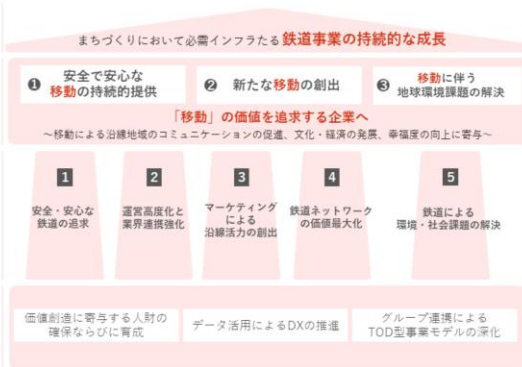 まちづくりにおいて必需インフラたる 鉄道事業の持続的な成長
❶ 安全で安心な
移動の持続的提供
❷ 新たな移動の創出
❸ 移動に伴う
地球環境課題の解決
「移動」の価値を追求する企業へ
～移動による沿線地域のコミュニケーションの促進、文化・経済の発展、幸福度の向上に寄与～
1
安全・安心な
鉄道の追求
2
運営高度化と
業界連携強化
3
マーケティング
による
沿線活力の創出
4
鉄道ネットワーク
の価値最大化
5
鉄道による
環境・社会課題の解決
価値創造に寄与する人財の
確保ならびに育成
データ活用によるDXの推進
グループ連携による
TOD型事業モデルの深化